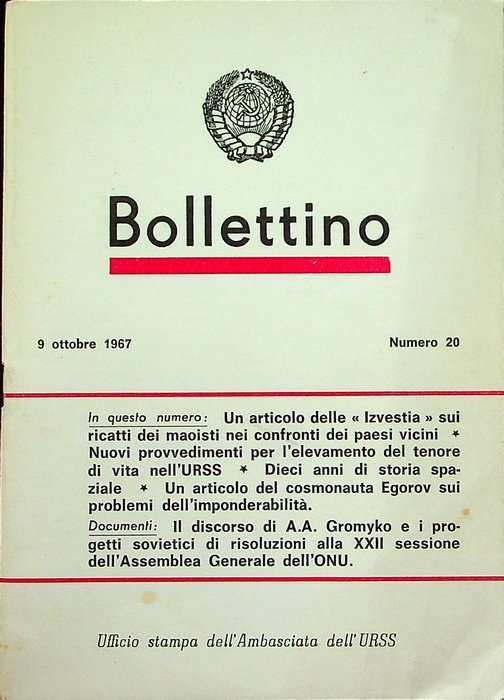 Bollettino
9 ottobre 1967
Numero 20
In questo numero: Un articolo delle « Izvestia » sui
ricatti dei maoisti nei confronti dei paesi vicini *
Nuovi provvedimenti per l'elevamento del tenore
di vita nell'URSS * Dieci anni di storia spa-
ziale * Un articolo del cosmonauta Egorov sui
problemi dell'imponderabilità.
Documenti: Il discorso di A.A. Gromyko e i pro-
getti sovietici di risoluzioni alla XXII sessione
dell'Assemblea Generale dell'ONU.
Ufficio stampa dell'Ambasciata dell'URSS